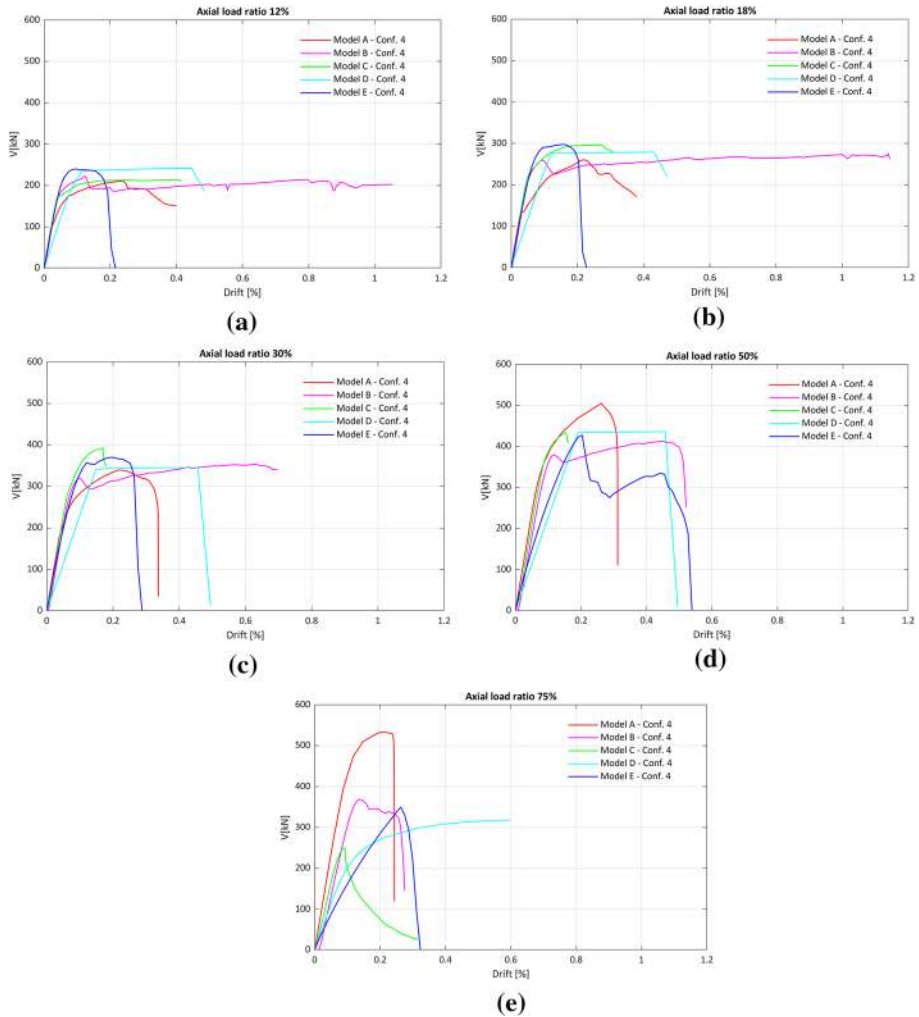 Axial load ratio 12%
600
500
400
300
200
100
0
V[kN]
Model A - Conf. 4
Model B - Conf. 4
Model C - Conf. 4
Model D - Conf. 4
Model E - Conf. 4
0 0.2 0.4 0.6 0.8 1 1.2
Drift [%]
(a)
Axial load ratio 18%
600
500
400
300
200
100
0
V[kN]
Model A - Conf. 4
Model B - Conf. 4
Model C - Conf. 4
Model D - Conf. 4
Model E - Conf. 4
0 0.2 0.4 0.6 0.8 1 1.2
Drift [%]
(b)
Axial load ratio 30%
600
500
400
300
200
100
0
V[kN]
Model A - Conf. 4
Model B - Conf. 4
Model C - Conf. 4
Model D - Conf. 4
Model E - Conf. 4
0 0.2 0.4 0.6 0.8 1 1.2
Drift [%]
(c)
Axial load ratio 50%
600
500
400
300
200
100
0
V[kN]
Model A - Conf. 4
Model B - Conf. 4
Model C - Conf. 4
Model D - Conf. 4
Model E - Conf. 4
0 0.2 0.4 0.6 0.8 1 1.2
Drift [%]
(d)
Axial load ratio 75%
600
500
400
300
200
100
0
V[kN]
Model A - Conf. 4
Model B - Conf. 4
Model C - Conf. 4
Model D - Conf. 4
Model E - Conf. 4
0 0.2 0.4 0.6 0.8 1 1.2
Drift [%]
(e)